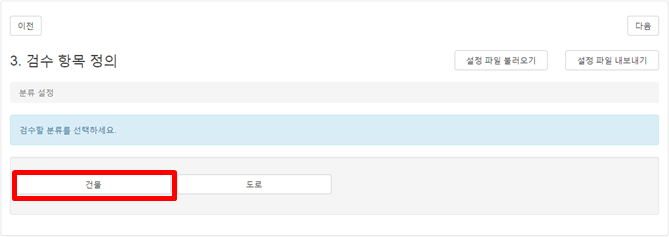 이전 다음
3. 검수 항목 정의 설정 파일 불러오기 설정 파일 내보내기
분류 설정
검수할 분류를 선택하세요.
건물 도로